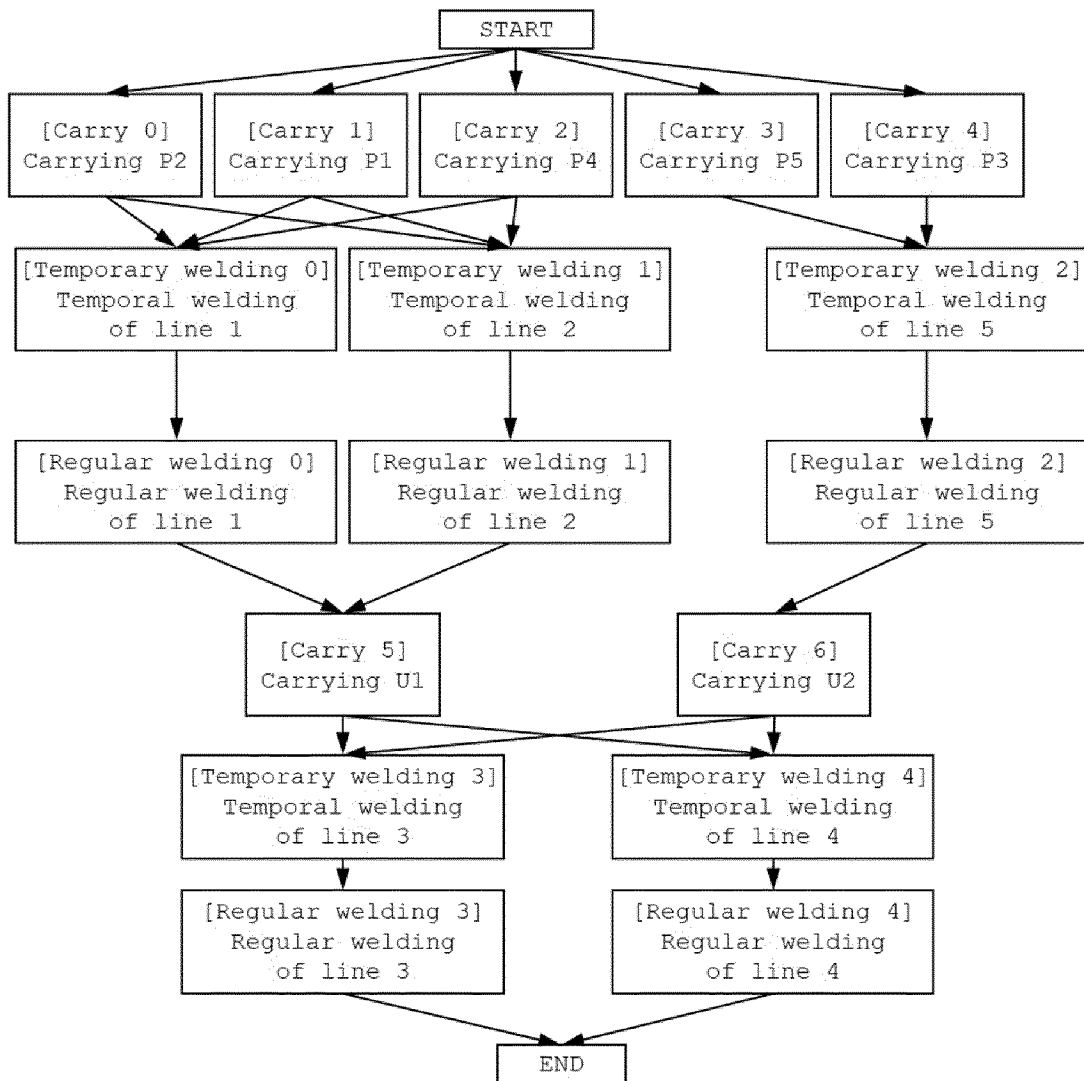 START
[Carry 0]
Carrying P2
[Carry 1]
Carrying P1
[Carry 2]
Carrying P4
[Carry 3]
Carrying P5
[Carry 4]
Carrying P3
[Temporary welding 0]
Temporal welding
of line 1
[Temporary welding 1]
Temporal welding
of line 2
[Temporary welding 2]
Temporal welding
of line 5
[Regular welding 0]
Regular welding
of line 1
[Regular welding 1]
Regular welding
of line 2
[Regular welding 2]
Regular welding
of line 5
[Carry 5]
Carrying U1
[Carry 6]
Carrying U2
[Temporary welding 3]
Temporal welding
of line 3
[Temporary welding 4]
Temporal welding
of line 4
[Regular welding 3]
Regular welding
of line 3
[Regular welding 4]
Regular welding
of line 4
END